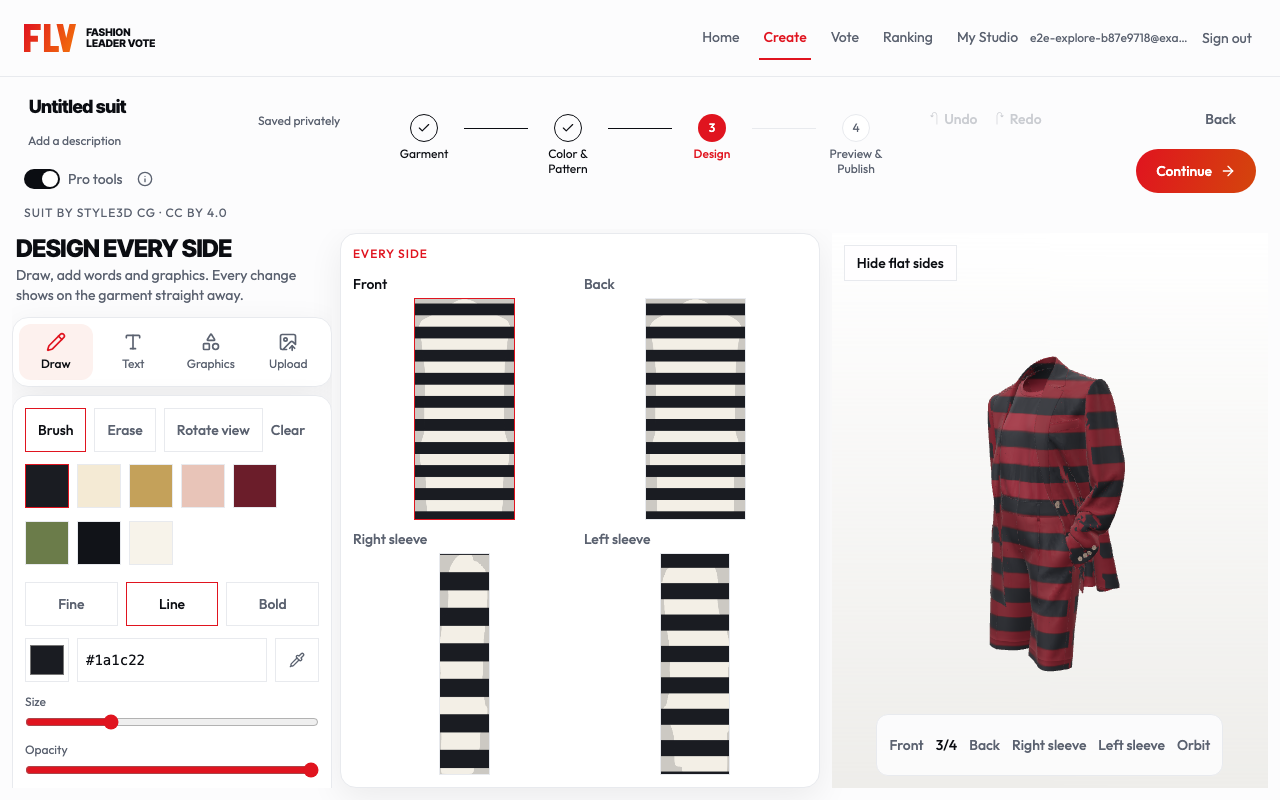 FLV
FASHION
LEADER VOTE
Home
Create
Vote
Ranking
My Studio
e2e-explore-b87e9718@exa...
Sign out
Untitled suit
Add a description
Saved privately
Garment
Color &
Pattern
3
Design
4
Preview &
Publish
Undo
Redo
Back
Continue
Pro tools
SUIT BY STYLE3D CG · CC BY 4.0
DESIGN EVERY SIDE
Draw, add words and graphics. Every change
shows on the garment straight away.
Draw
Text
Graphics
Upload
Brush
Erase
Rotate view
Clear
Fine
Line
Bold
#1a1c22
Size
Opacity
EVERY SIDE
Front
Back
Right sleeve
Left sleeve
Hide flat sides
Front
3/4
Back
Right sleeve
Left sleeve
Orbit